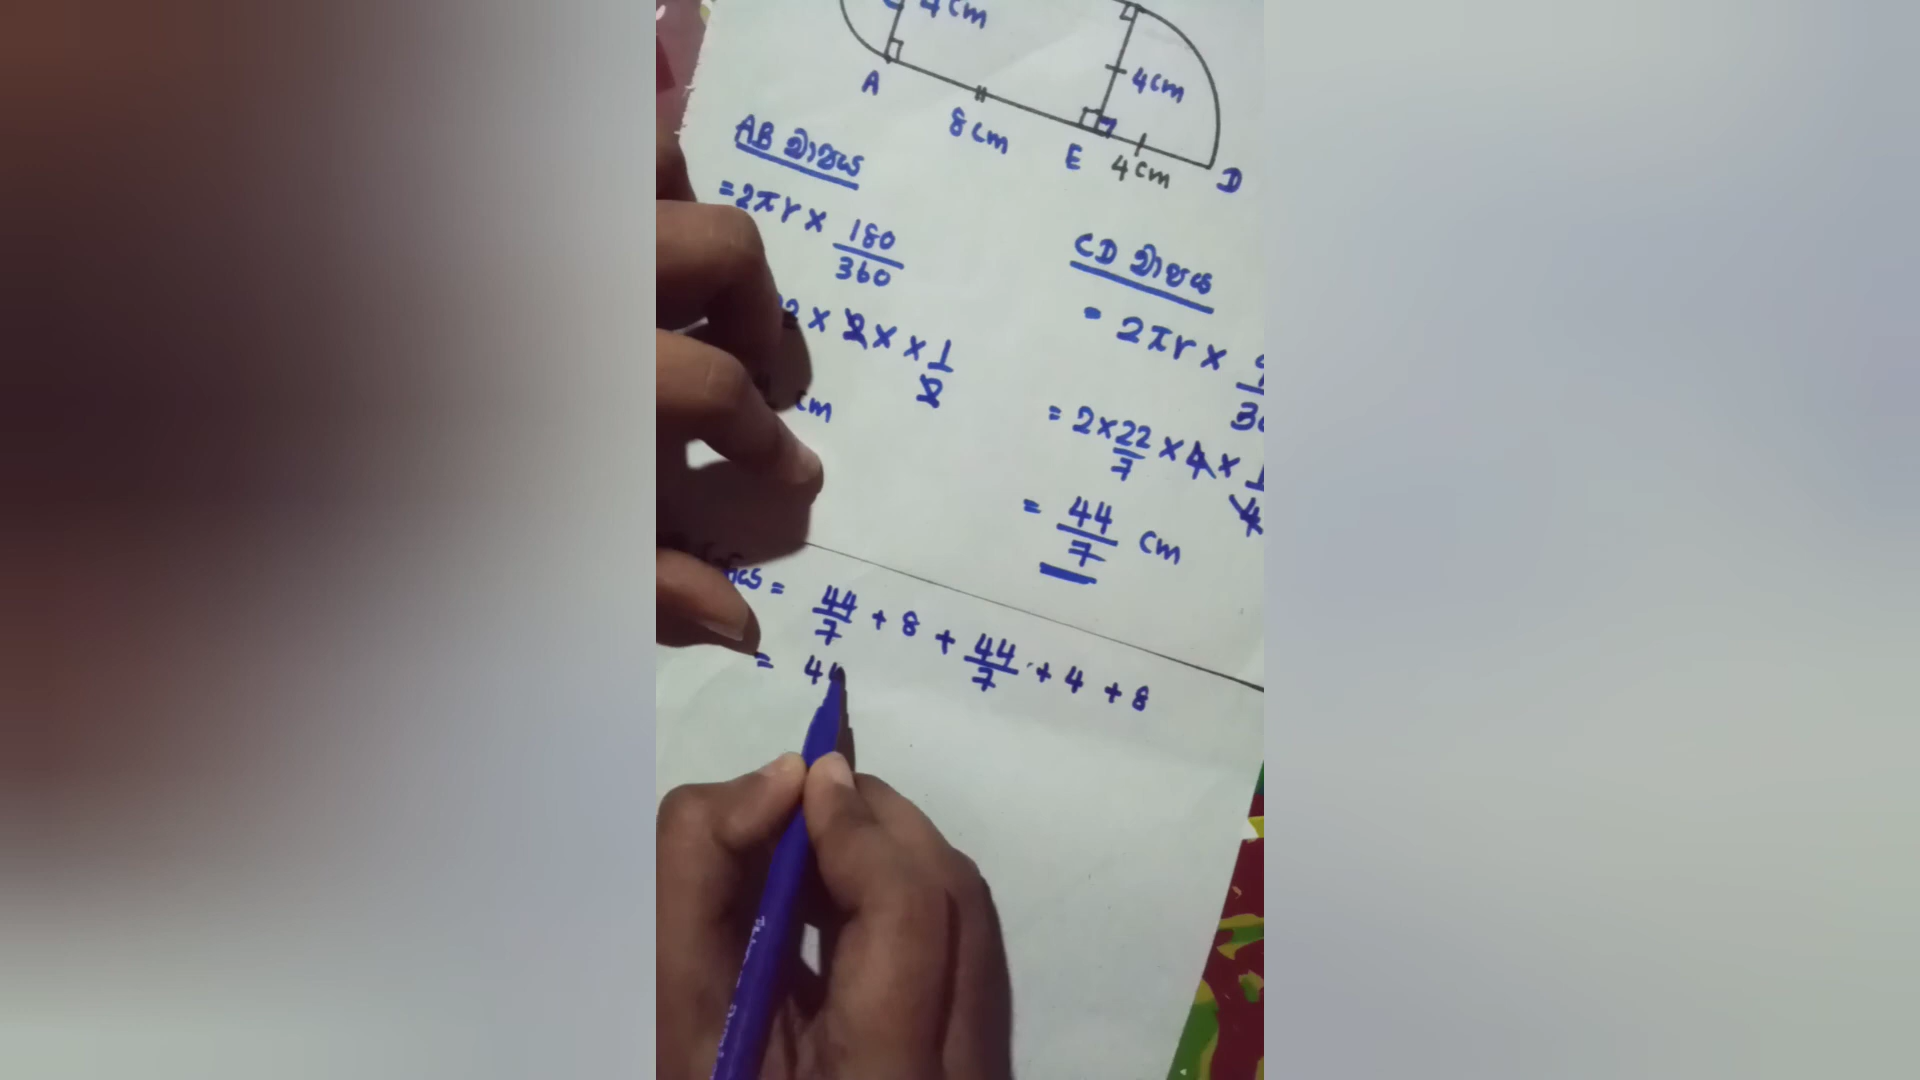 4cm
4cm
A
8cm
E
4cm
D
AB චාපය
=2πr × 180/360
× 2 × × 1/2
cm
CD චාපය
= 2πr ×
= 2 × 22/7 × 4 × 1/4
= 44/7 cm
= 44/7 + 8 + 44/7 + 4 + 8
= 44